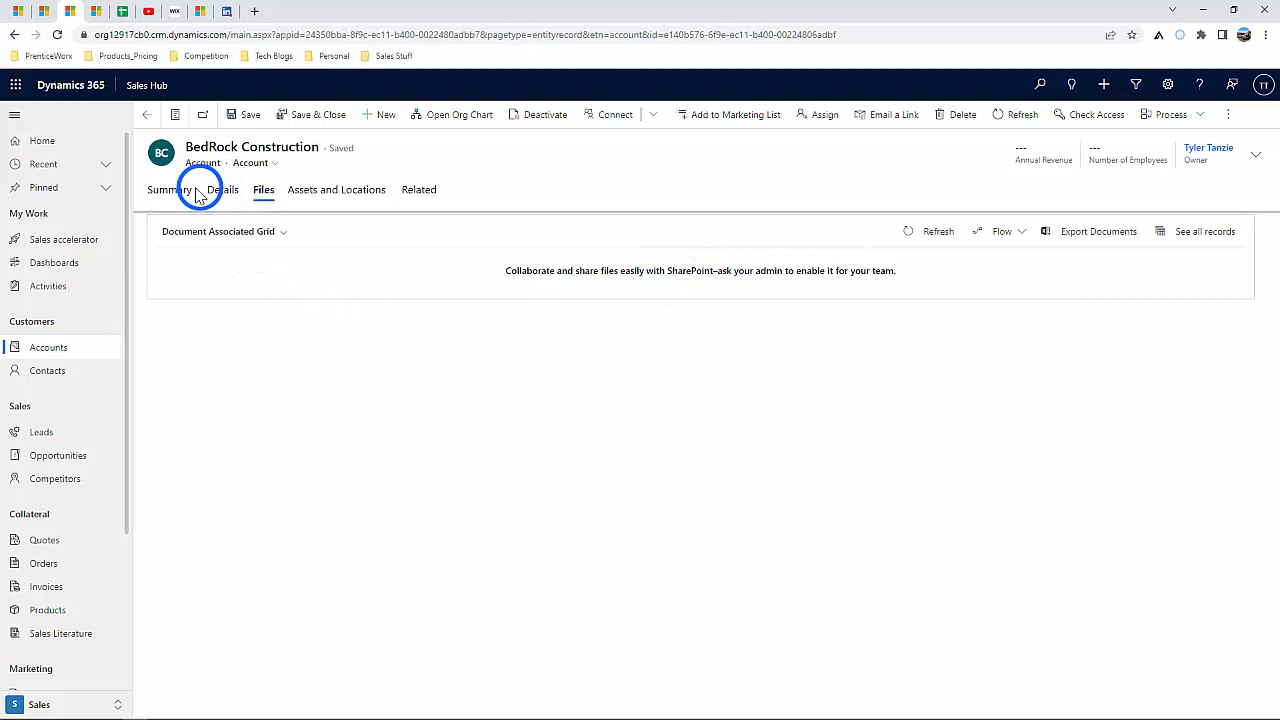 org12917cb0.crm.dynamics.com/main.aspx?appid=24350bba-8f9c-ec11-b400-0022480adbb7&pagetype=entityrecord&etn=account&id=e140b576-6f9e-ec11-b400-00224806adbf
PrenticeWorx Products_Pricing Competition Tech Blogs Personal Sales Stuff
Dynamics 365 Sales Hub TT
Save Save & Close New Open Org Chart Deactivate Connect Add to Marketing List Assign Email a Link Delete Refresh Check Access Process
BC BedRock Construction - Saved
Account · Account
--- Annual Revenue
--- Number of Employees
Tyler Tanzie
Owner
Summary Details Files Assets and Locations Related
Document Associated Grid Refresh Flow Export Documents See all records
Collaborate and share files easily with SharePoint–ask your admin to enable it for your team.
Home
Recent
Pinned
My Work
Sales accelerator
Dashboards
Activities
Customers
Accounts
Contacts
Sales
Leads
Opportunities
Competitors
Collateral
Quotes
Orders
Invoices
Products
Sales Literature
Marketing
S Sales